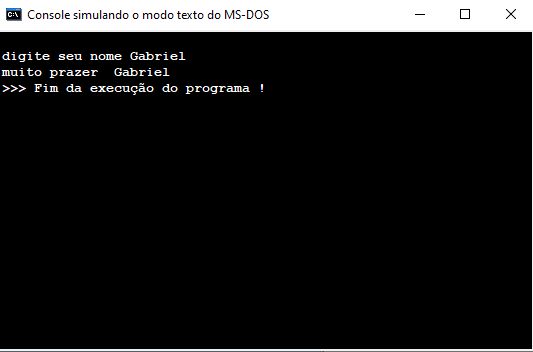 Console simulando o modo texto do MS-DOS
digite seu nome Gabriel
muito prazer  Gabriel
>>> Fim da execução do programa !